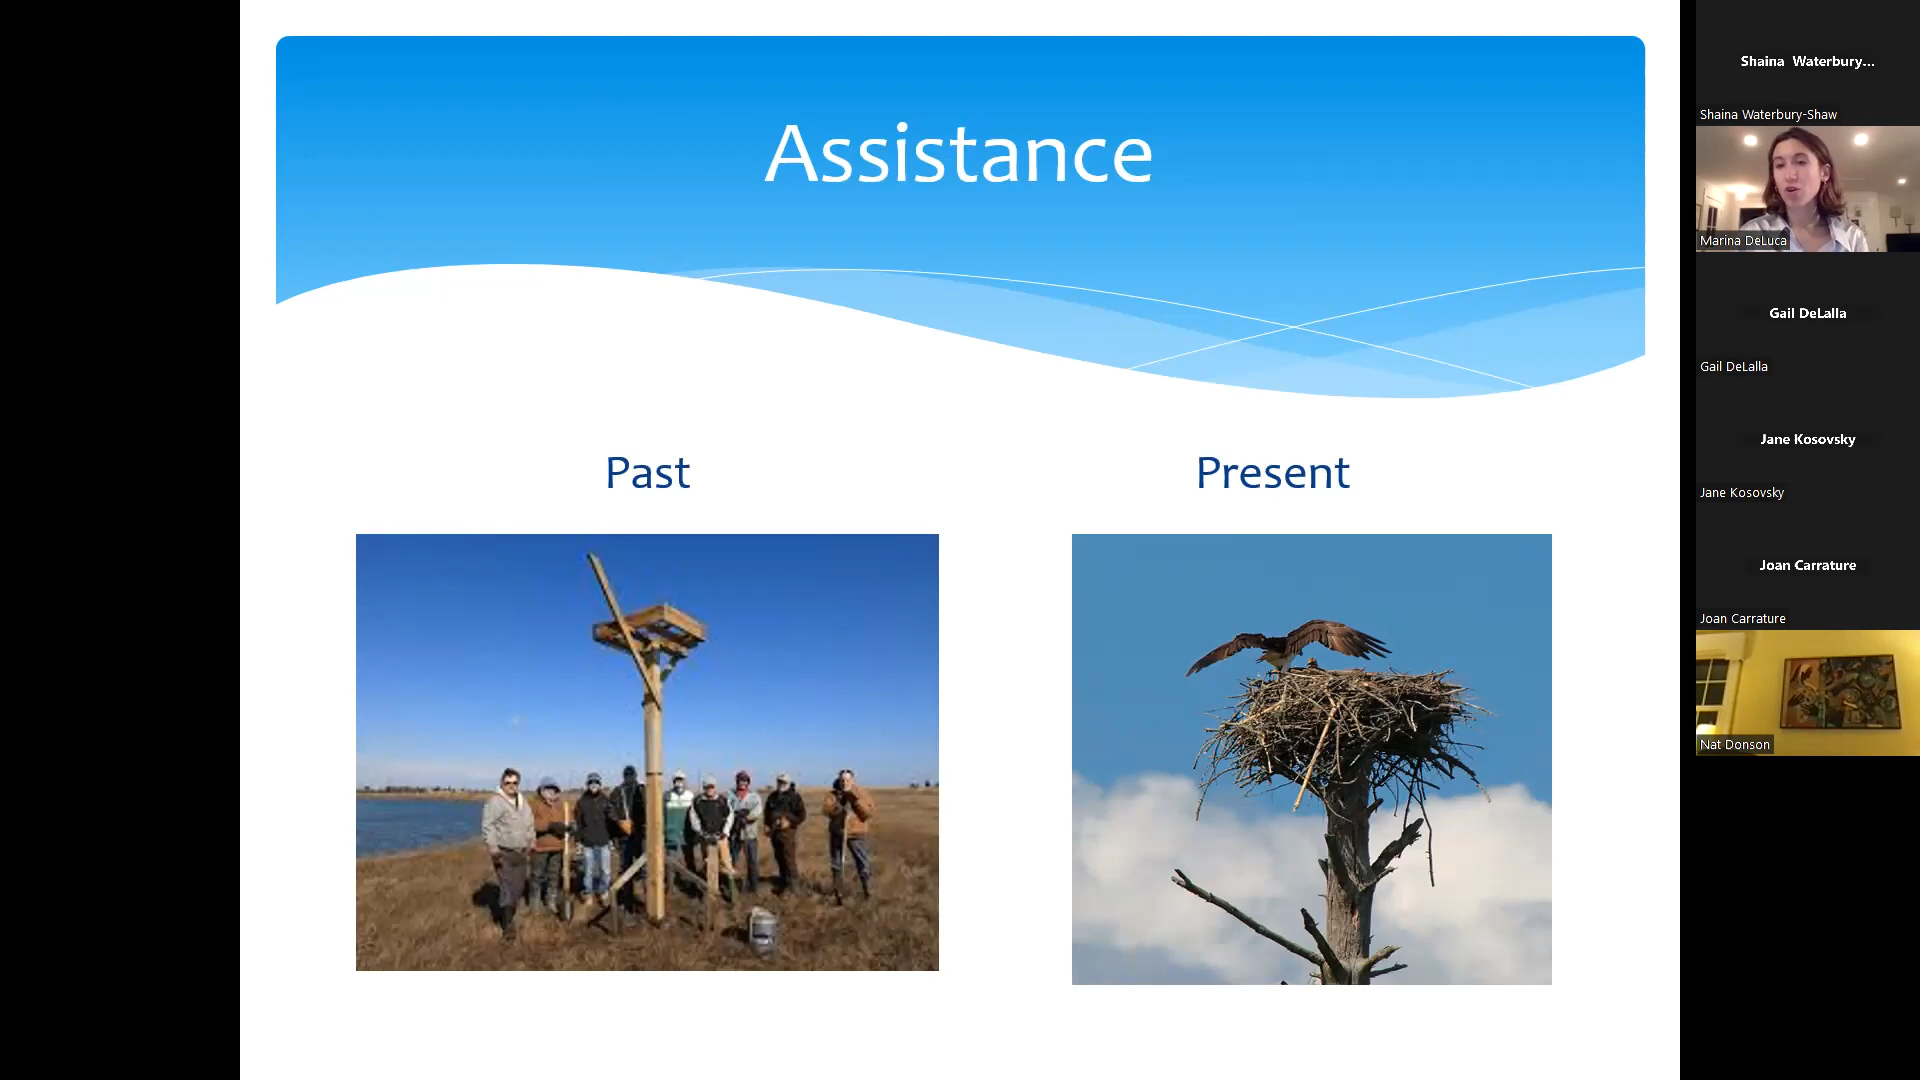 Assistance
Past
Present
Shaina Waterbury...
Shaina Waterbury-Shaw
Marina DeLuca
Gail DeLalla
Gail DeLalla
Jane Kosovsky
Jane Kosovsky
Joan Carrature
Joan Carrature
Nat Donson